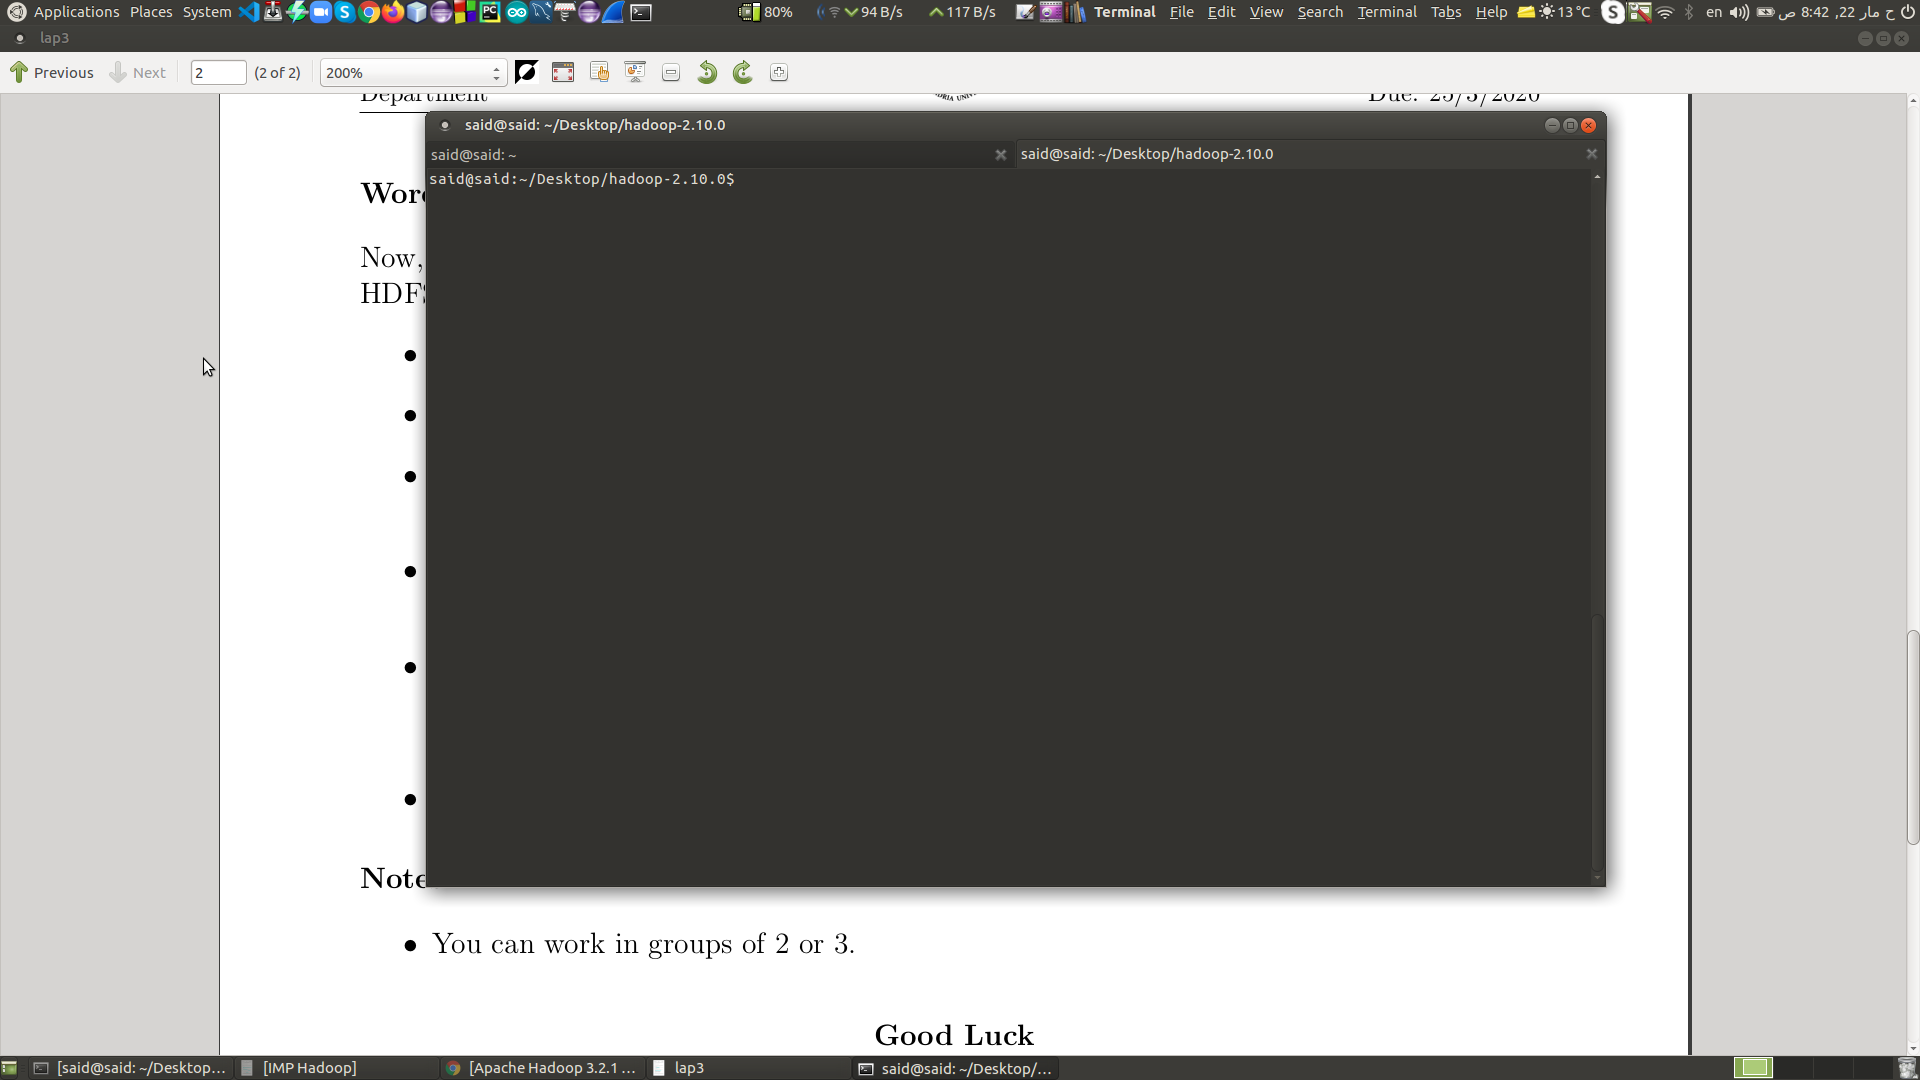 Applications Places System 80% 94 B/s 117 B/s Terminal File Edit View Search Terminal Tabs Help 13 °C en ح مار 22, 8:42 ص
lap3
Previous Next 2 (2 of 2) 200%
Department Due: 25/3/2020
said@said: ~/Desktop/hadoop-2.10.0
said@said: ~ said@said: ~/Desktop/hadoop-2.10.0
said@said:~/Desktop/hadoop-2.10.0$
Now,
HDFS
Note
• You can work in groups of 2 or 3.
Good Luck
[said@said: ~/Desktop... [IMP Hadoop] [Apache Hadoop 3.2.1 ... lap3 said@said: ~/Desktop/...